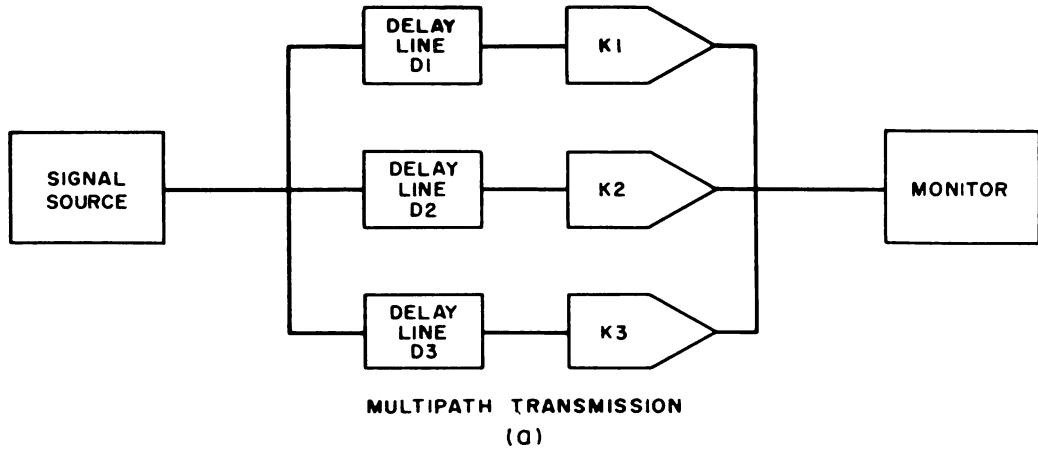 DELAY
LINE
D1
K1
SIGNAL
SOURCE
DELAY
LINE
D2
K2
MONITOR
DELAY
LINE
D3
K3
MULTIPATH TRANSMISSION
(a)